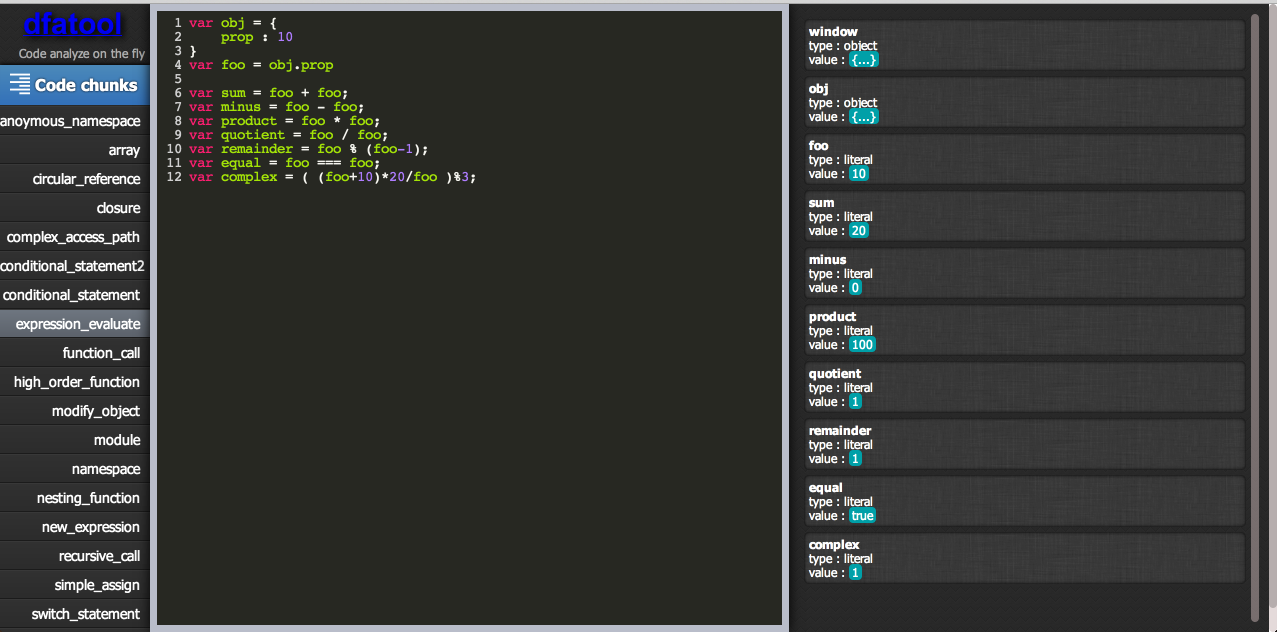 dfatool
Code analyze on the fly
Code chunks
anoymous_namespace
array
circular_reference
closure
complex_access_path
conditional_statement2
conditional_statement
expression_evaluate
function_call
high_order_function
modify_object
module
namespace
nesting_function
new_expression
recursive_call
simple_assign
switch_statement
1 var obj = {
2     prop : 10
3 }
4 var foo = obj.prop
5
6 var sum = foo + foo;
7 var minus = foo - foo;
8 var product = foo * foo;
9 var quotient = foo / foo;
10 var remainder = foo % (foo-1);
11 var equal = foo === foo;
12 var complex = ( (foo+10)*20/foo )%3;
window
type : object
value : {...}
obj
type : object
value : {...}
foo
type : literal
value : 10
sum
type : literal
value : 20
minus
type : literal
value : 0
product
type : literal
value : 100
quotient
type : literal
value : 1
remainder
type : literal
value : 1
equal
type : literal
value : true
complex
type : literal
value : 1